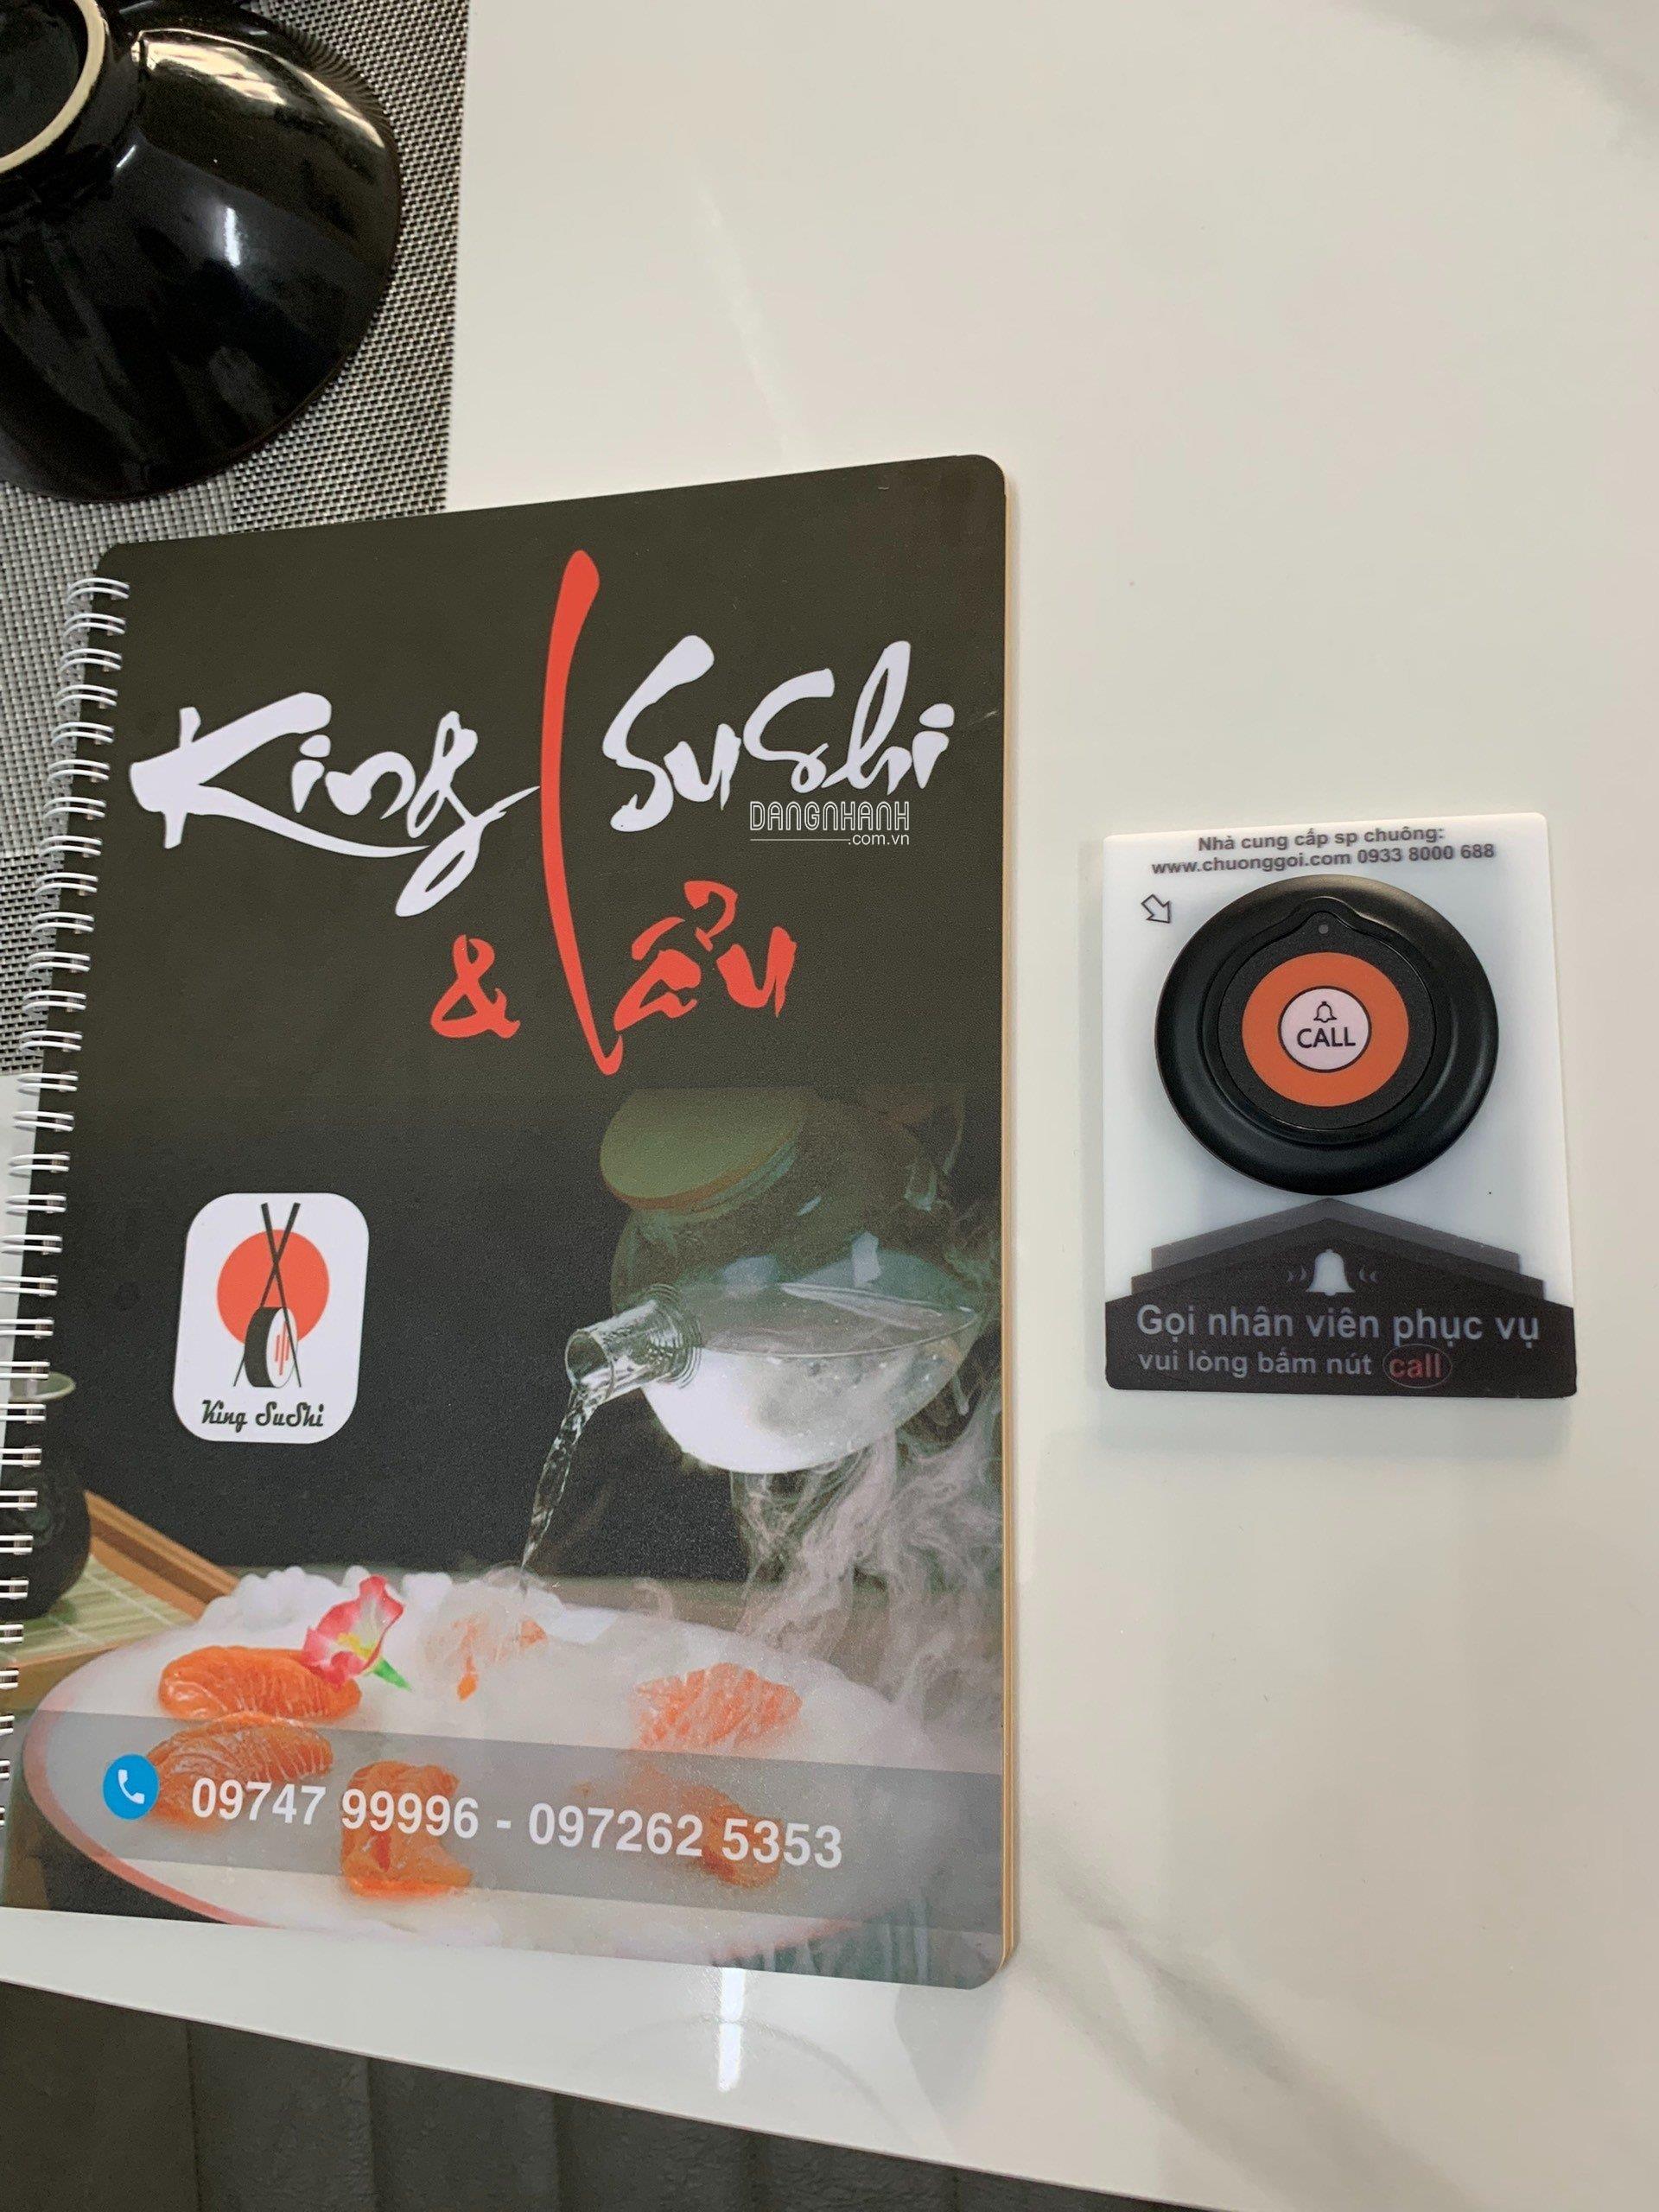 King SuShi
DANGNHANH
.com.vn
& Lẩu
King SuShi
09747 99996 - 097262 5353
Nhà cung cấp sp chuông:
www.chuonggoi.com 0933 8000 688
CALL
Gọi nhân viên phục vụ
vui lòng bấm nút call